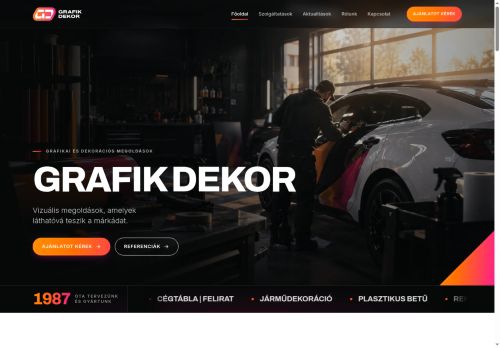 GRAFIK
DEKOR
Főoldal Szolgáltatások Aktualitások Rólunk Kapcsolat
AJÁNLATOT KÉREK
GRAFIKAI ÉS DEKORÁCIÓS MEGOLDÁSOK
GRAFIK DEKOR
Vizuális megoldások, amelyek
láthatóvá teszik a márkádat.
AJÁNLATOT KÉREK → REFERENCIÁK →
1987 ÓTA TERVEZÜNK
ÉS GYÁRTUNK
CÉGTÁBLA | FELIRAT • JÁRMŰDEKORÁCIÓ • PLASZTIKUS BETŰ •